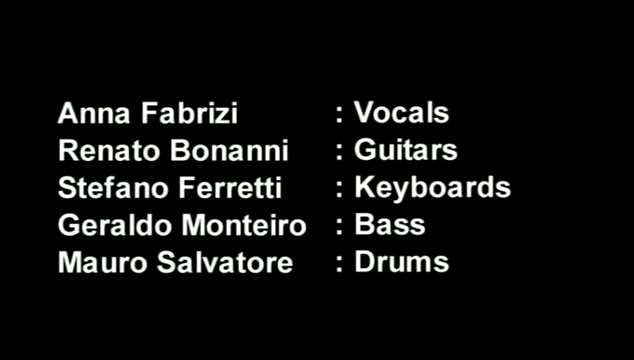 Anna Fabrizi : Vocals
Renato Bonanni : Guitars
Stefano Ferretti : Keyboards
Geraldo Monteiro : Bass
Mauro Salvatore : Drums